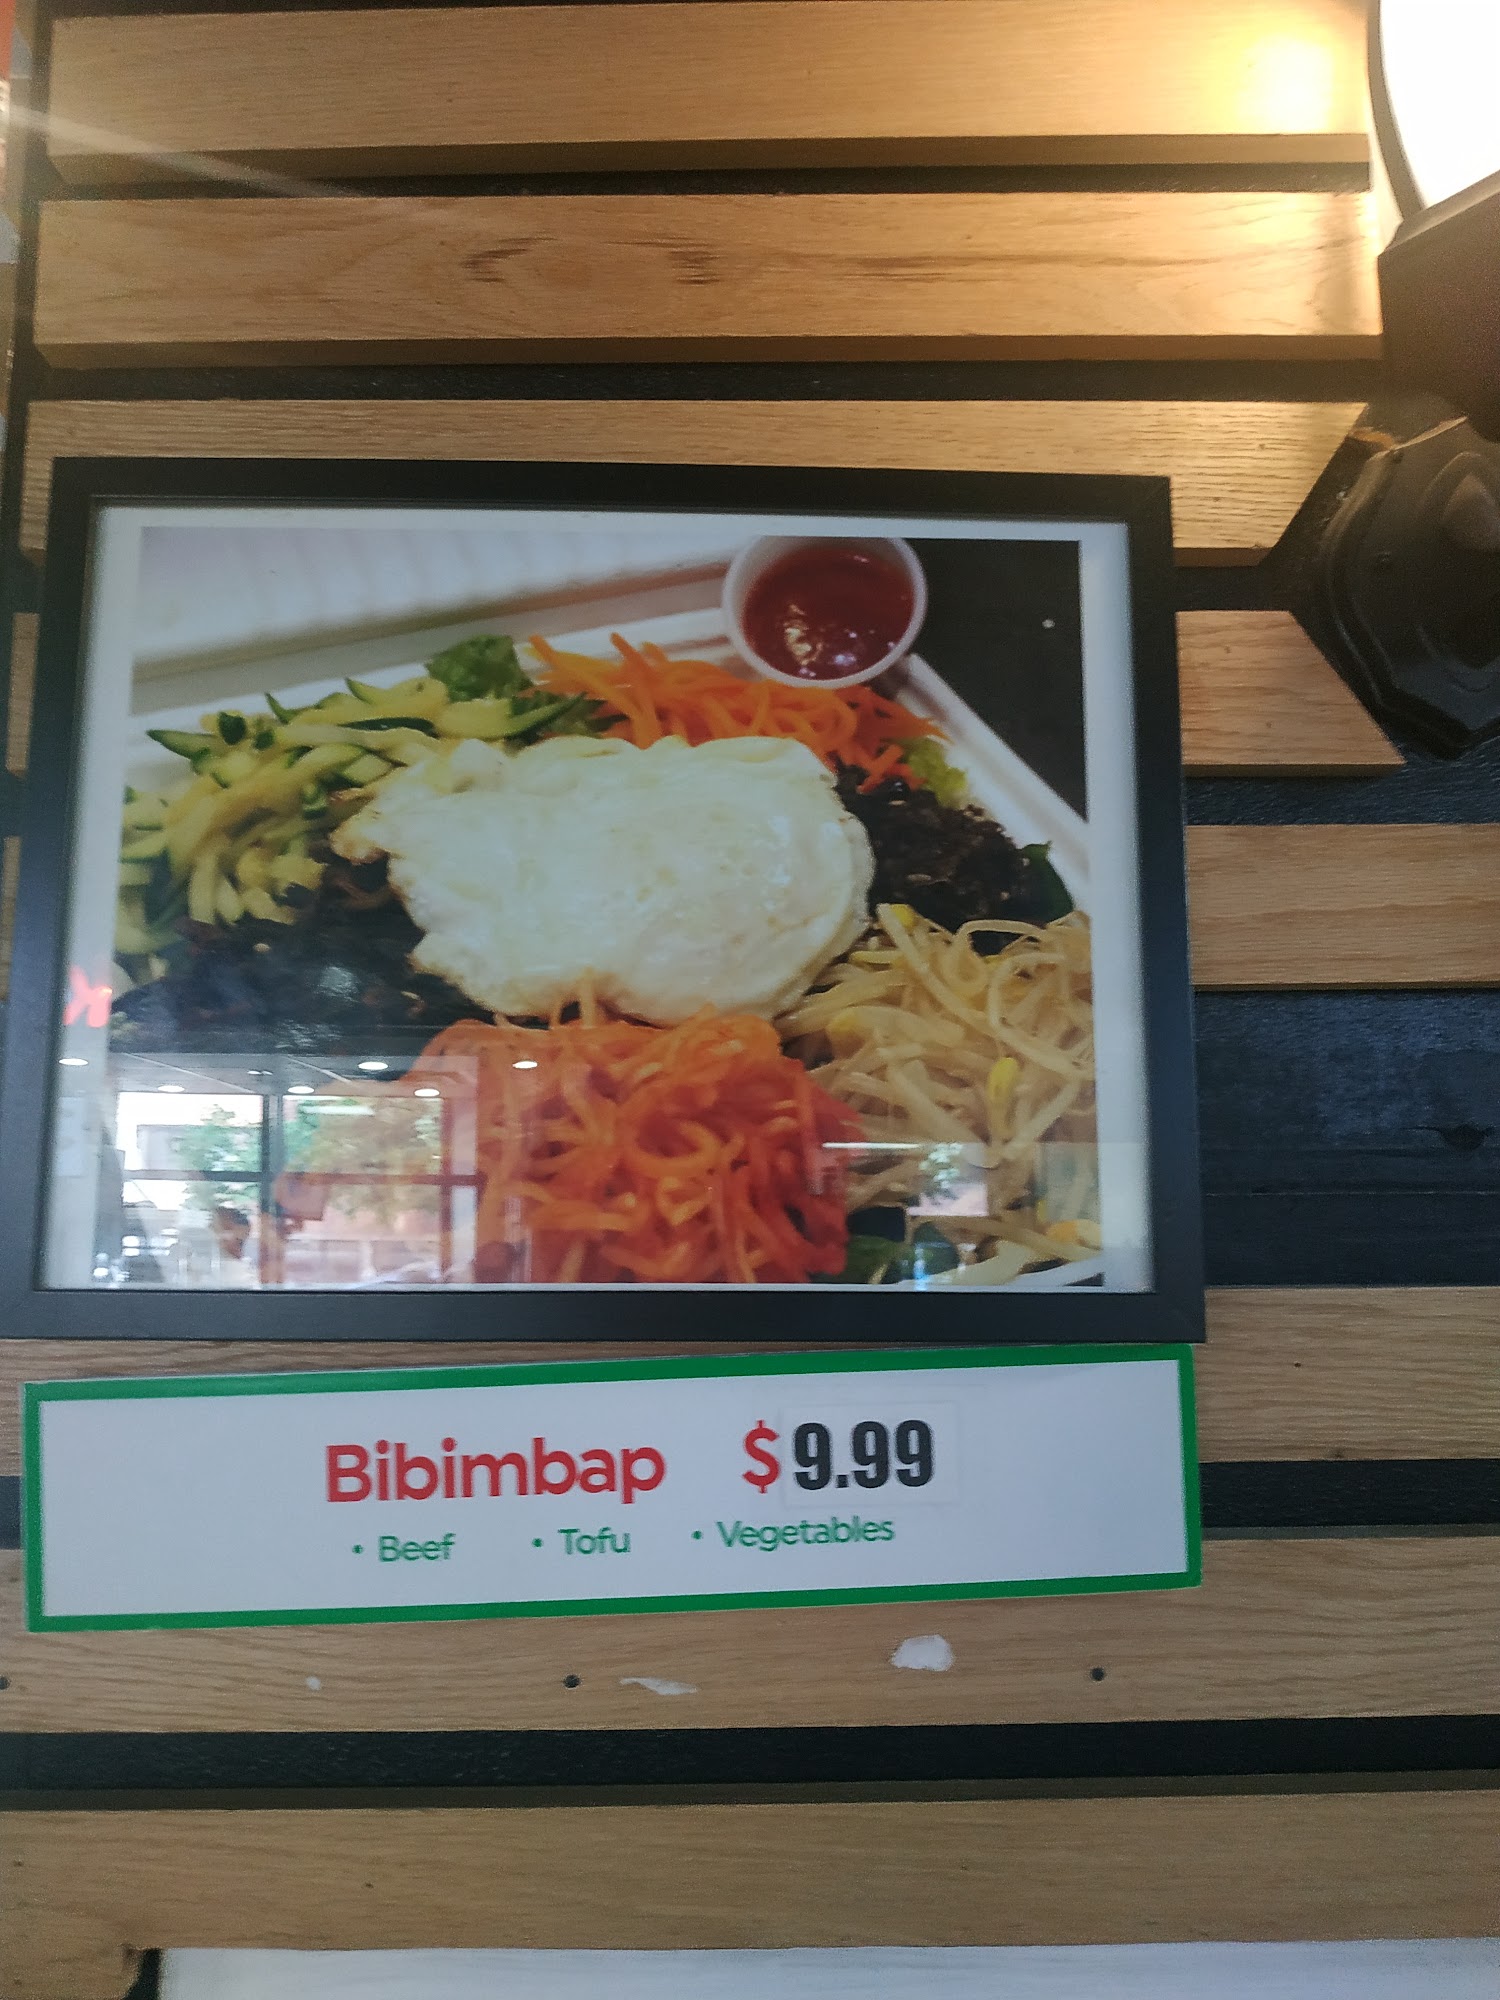 Bibimbap $9.99
• Beef • Tofu • Vegetables